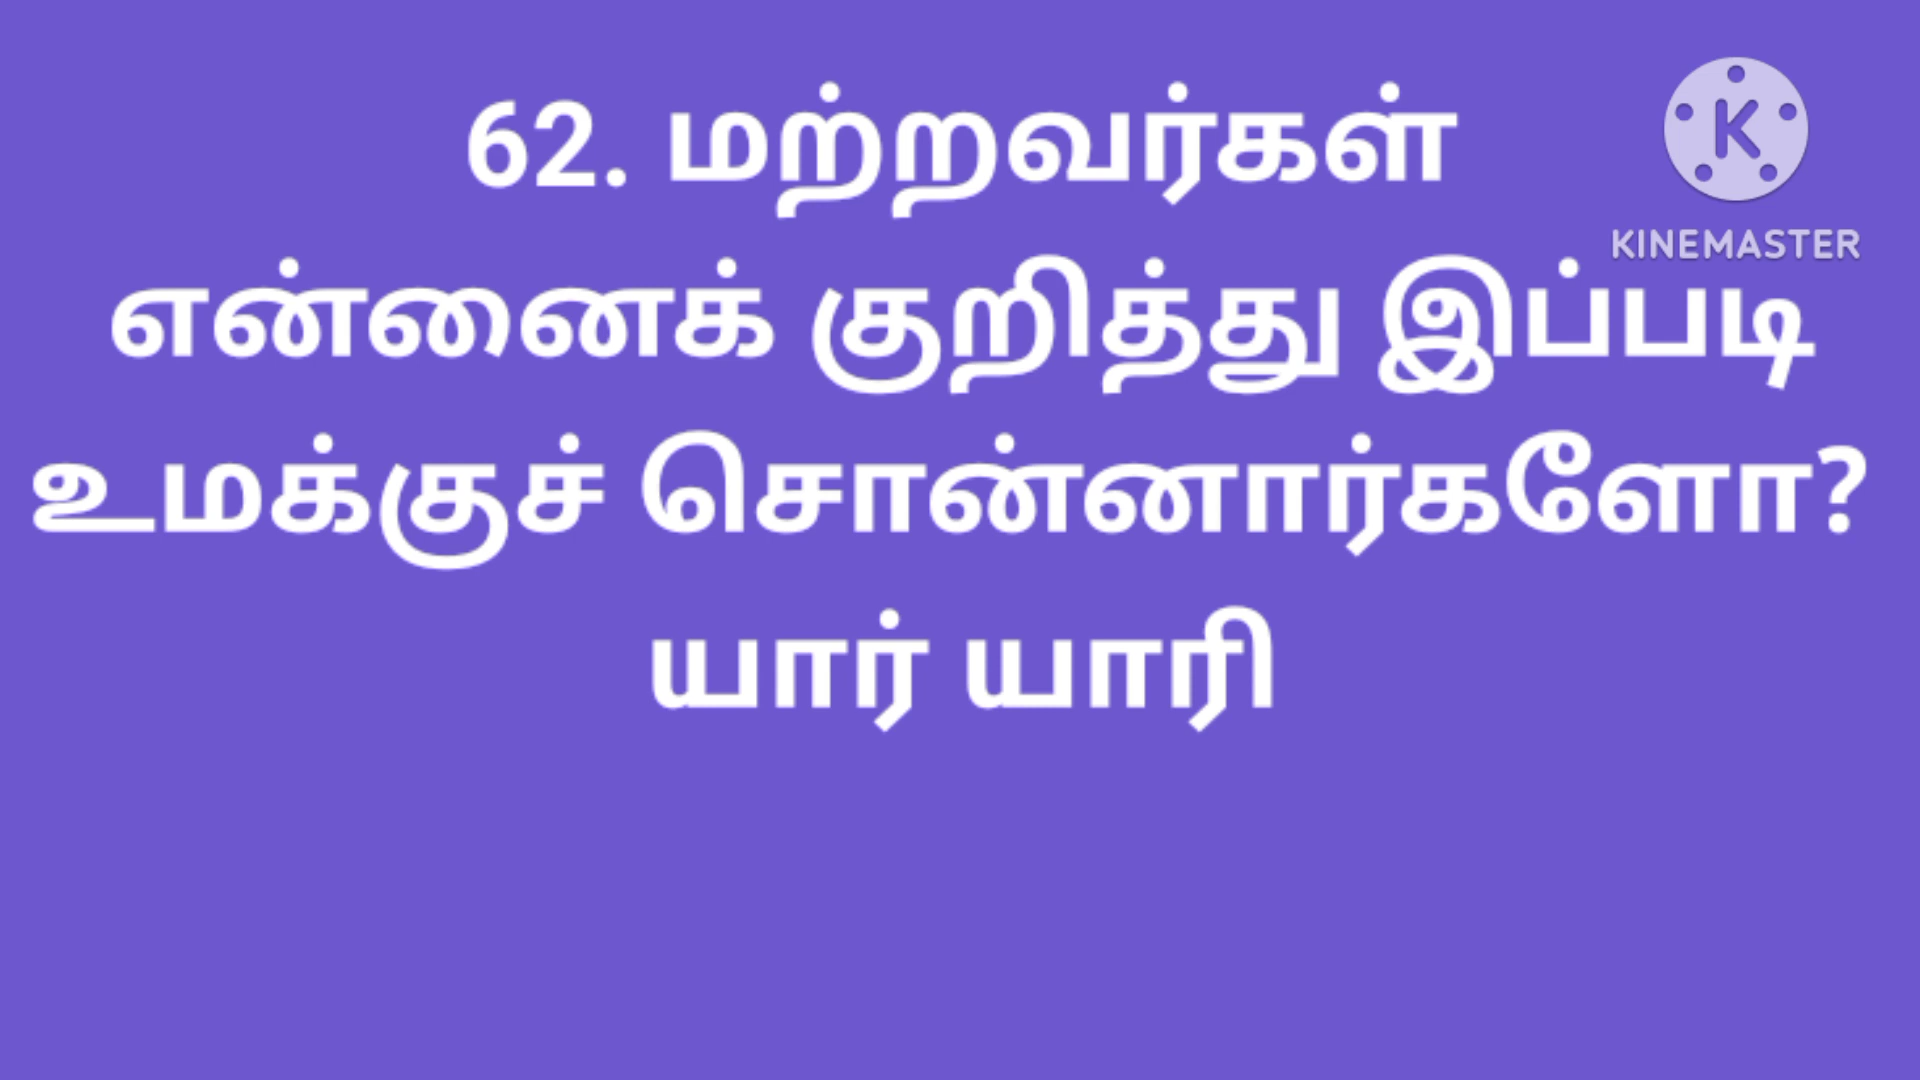 62. மற்றவர்கள்
என்னைக் குறித்து இப்படி
உமக்குச் சொன்னார்களோ?
யார் யாரி
KINEMASTER